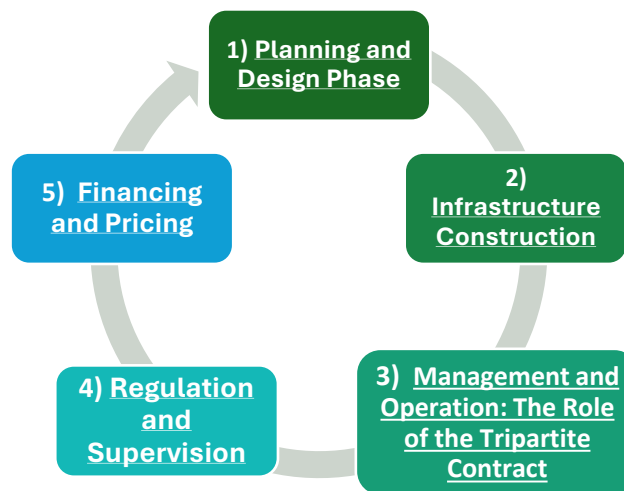 1) Planning and
Design Phase
2)
Infrastructure
Construction
3) Management and
Operation: The Role
of the Tripartite
Contract
4) Regulation
and
Supervision
5) Financing
and Pricing